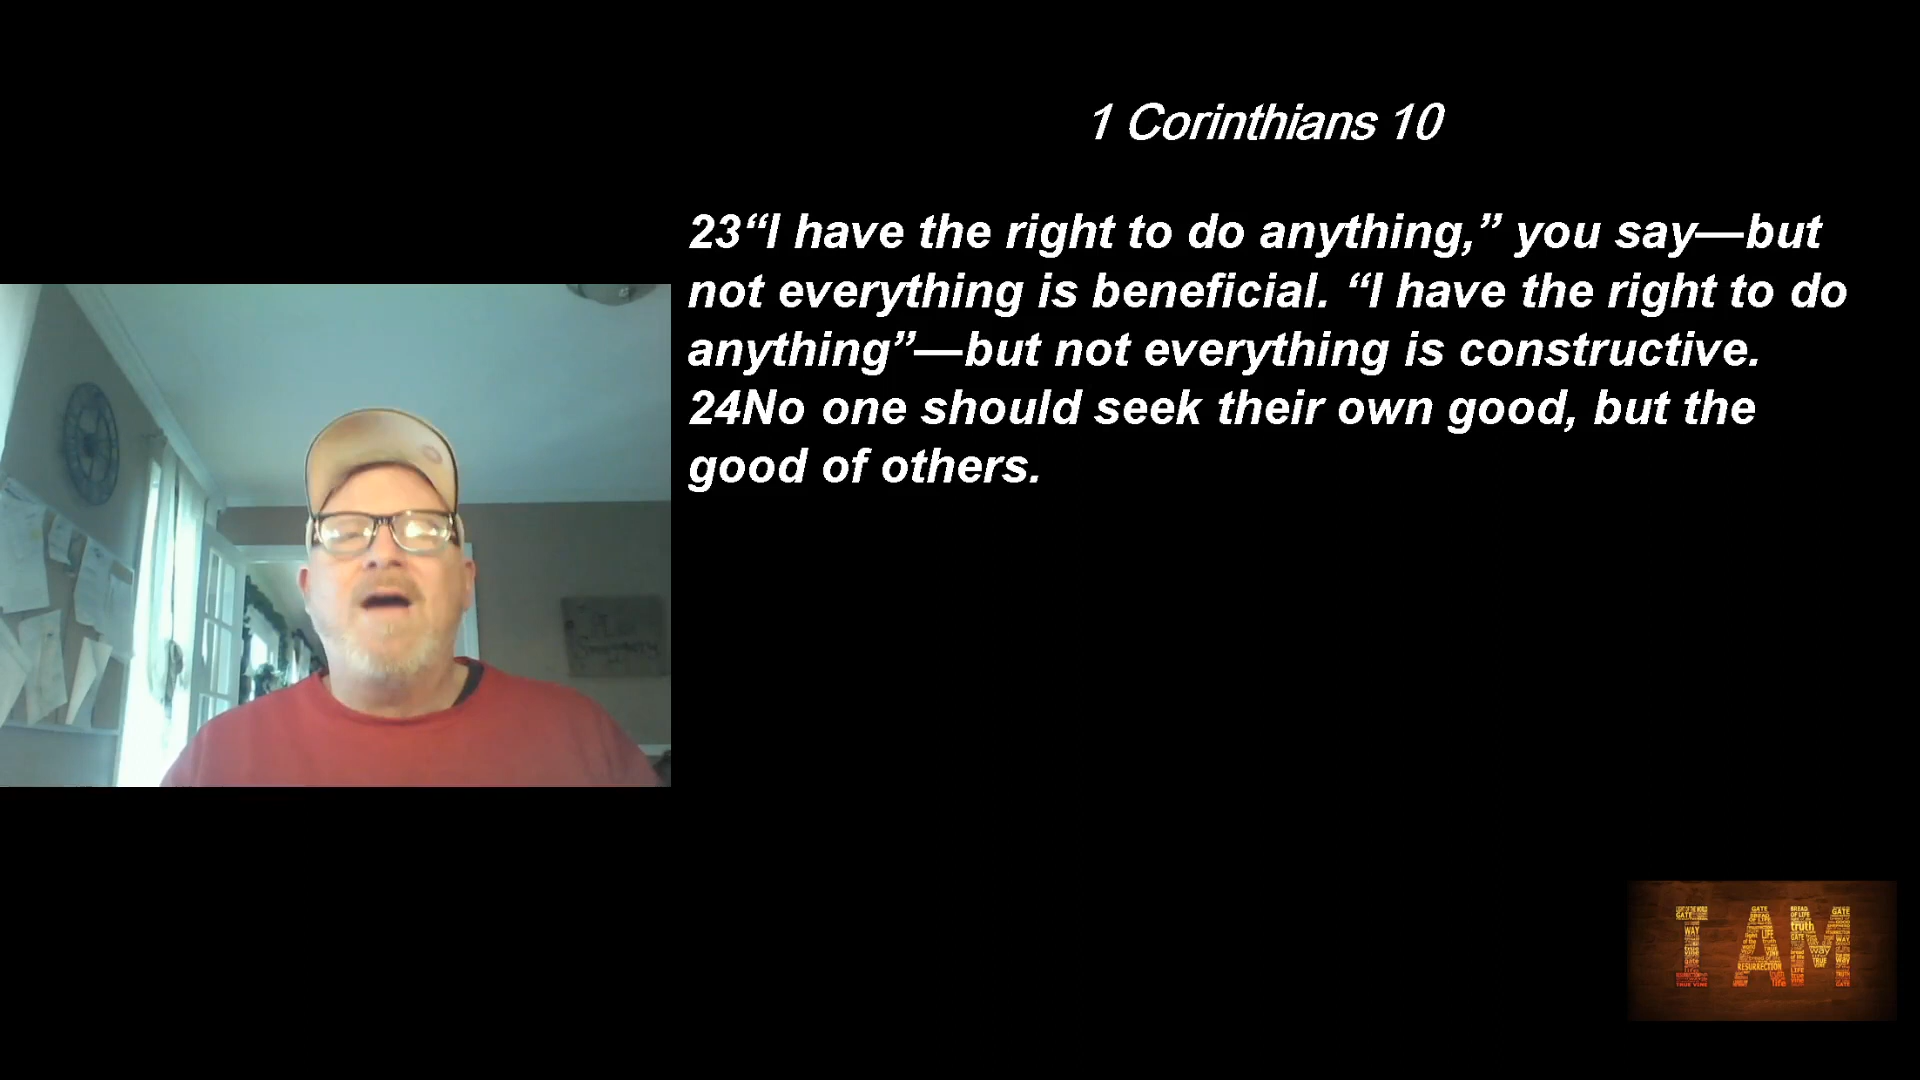 1 Corinthians 10
23“I have the right to do anything,” you say—but
not everything is beneficial. “I have the right to do
anything”—but not everything is constructive.
24No one should seek their own good, but the
good of others.
I AM